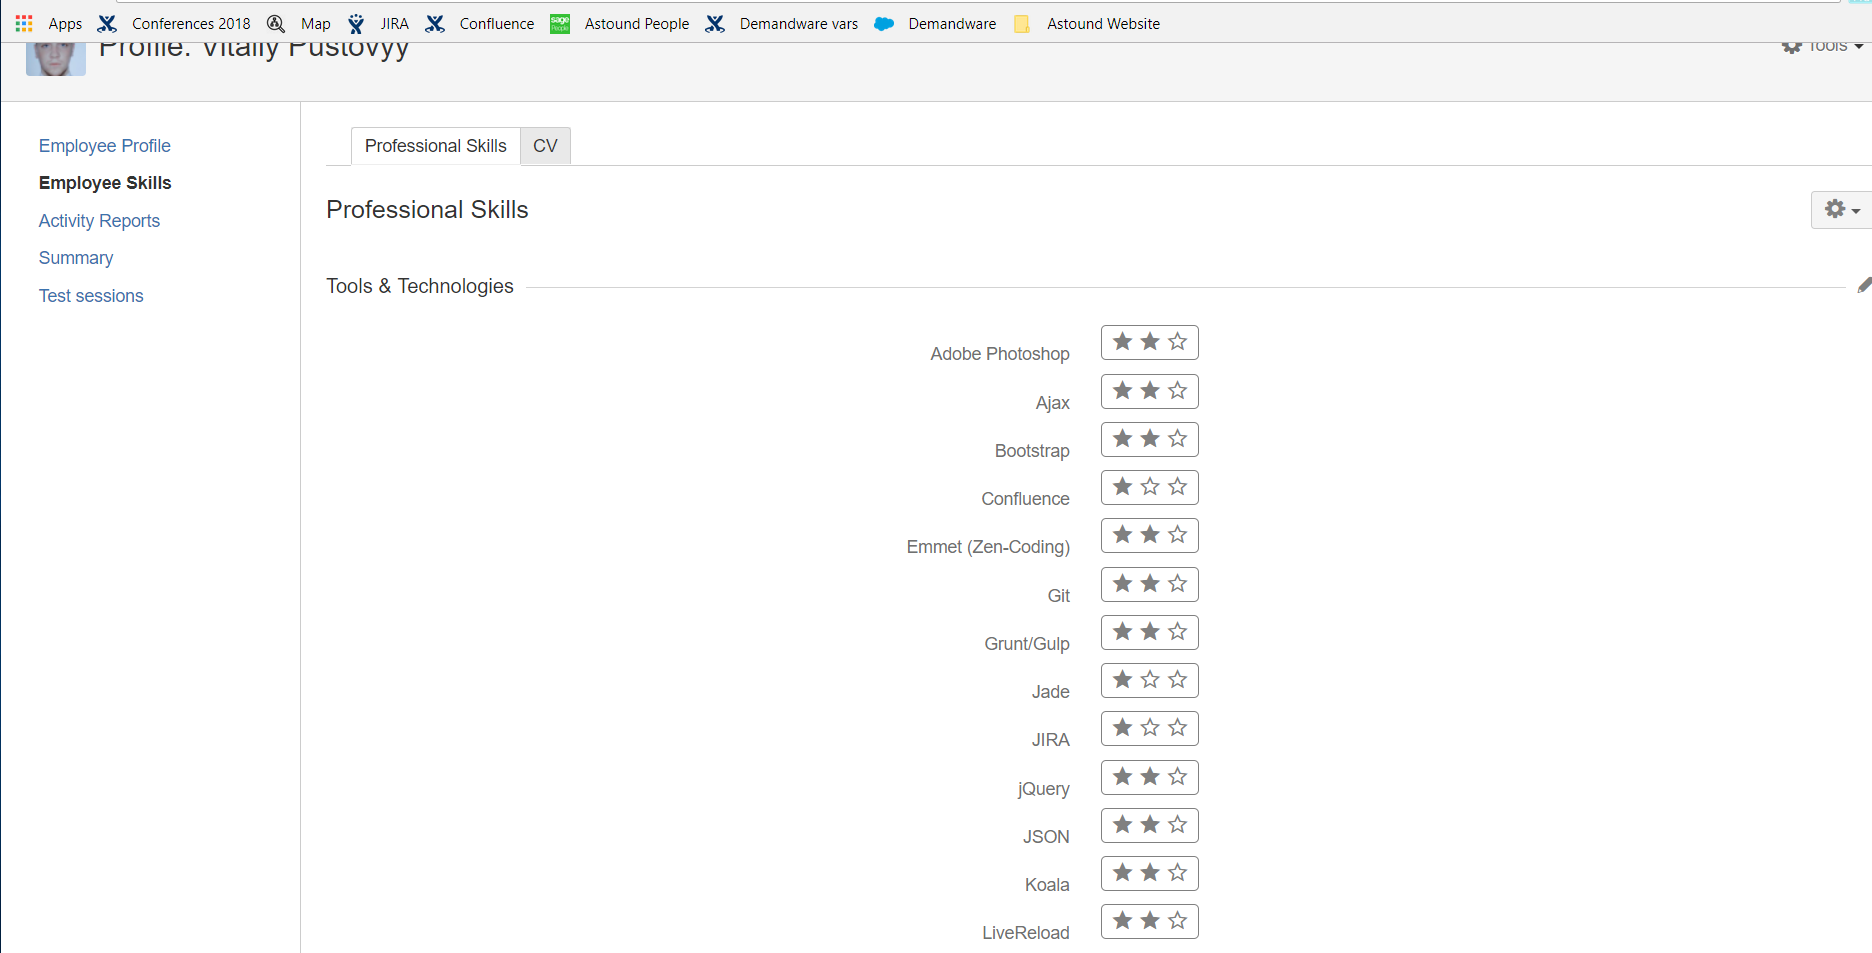 Apps Conferences 2018 Map JIRA Confluence sage People Astound People Demandware vars Demandware Astound Website
Profile: Vitaliy Pustovyy
Tools
Employee Profile
Employee Skills
Activity Reports
Summary
Test sessions
Professional Skills CV
Professional Skills
Tools & Technologies
Adobe Photoshop
Ajax
Bootstrap
Confluence
Emmet (Zen-Coding)
Git
Grunt/Gulp
Jade
JIRA
jQuery
JSON
Koala
LiveReload